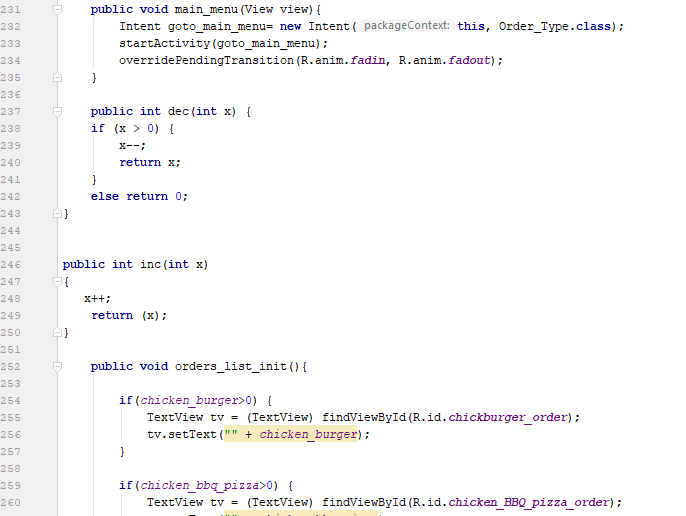 231 public void main_menu(View view){
232 Intent goto_main_menu= new Intent( packageContext: this, Order_Type.class);
233 startActivity(goto_main_menu);
234 overridePendingTransition(R.anim.fadin, R.anim.fadout);
235 }
236
237 public int dec(int x) {
238 if (x > 0) {
239 x--;
240 return x;
241 }
242 else return 0;
243 }
244
245
246 public int inc(int x)
247 {
248 x++;
249 return (x);
250 }
251
252 public void orders_list_init(){
253
254 if(chicken_burger>0) {
255 TextView tv = (TextView) findViewById(R.id.chickburger_order);
256 tv.setText("" + chicken_burger);
257 }
258
259 if(chicken_bbq_pizza>0) {
260 TextView tv = (TextView) findViewById(R.id.chicken_BBQ_pizza_order);